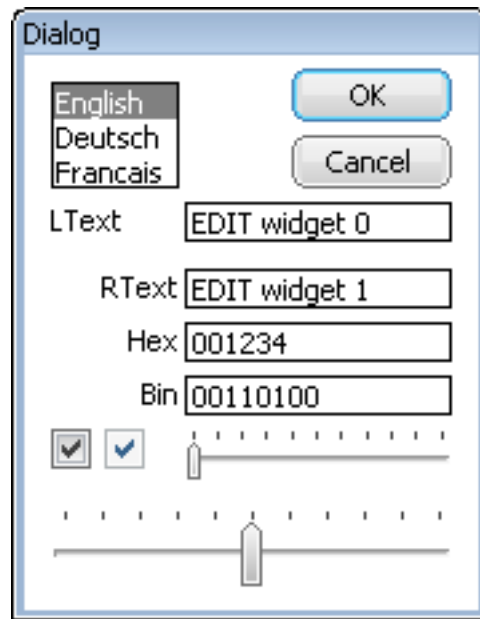 Dialog
English
Deutsch
Francais
OK
Cancel
LText EDIT widget 0
RText EDIT widget 1
Hex 001234
Bin 00110100